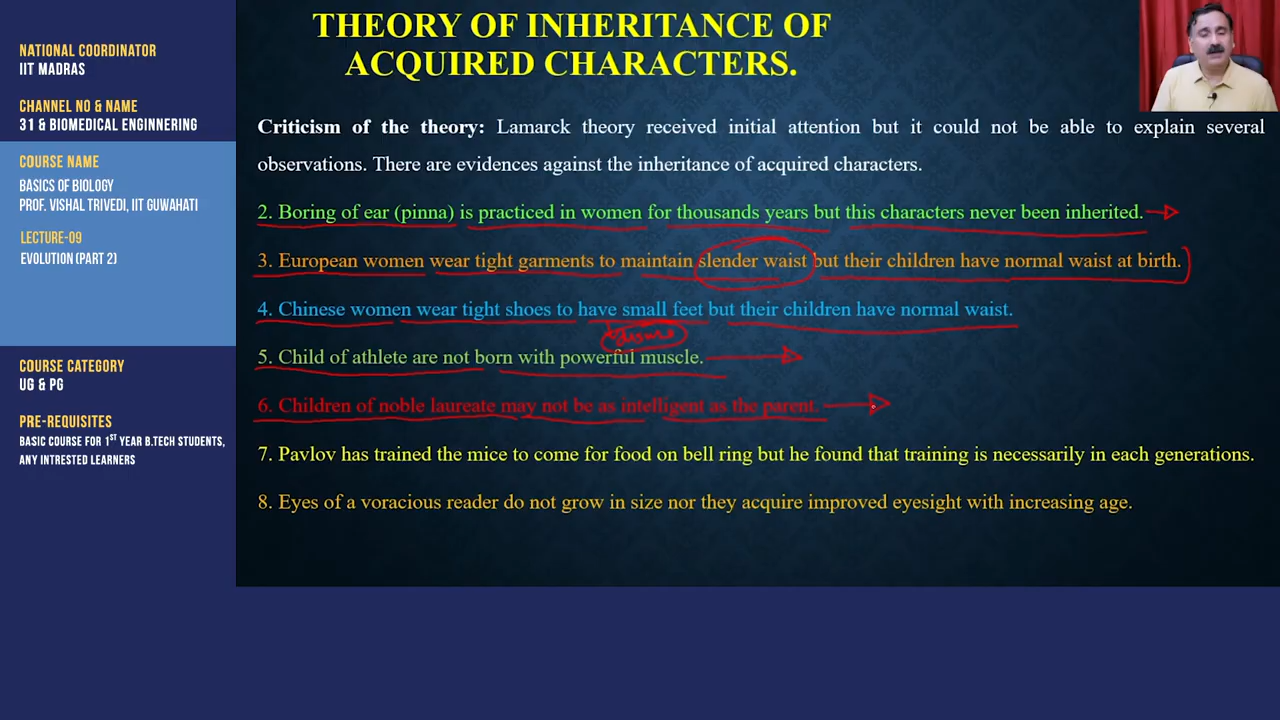 NATIONAL COORDINATOR
IIT MADRAS
CHANNEL NO & NAME
31 & BIOMEDICAL ENGINNERING
COURSE NAME
BASICS OF BIOLOGY
PROF. VISHAL TRIVEDI, IIT GUWAHATI
LECTURE-09
EVOLUTION (PART 2)
COURSE CATEGORY
UG & PG
PRE-REQUISITES
BASIC COURSE FOR 1ST YEAR B.TECH STUDENTS,
ANY INTRESTED LEARNERS
THEORY OF INHERITANCE OF
ACQUIRED CHARACTERS.
Criticism of the theory: Lamarck theory received initial attention but it could not be able to explain several
observations. There are evidences against the inheritance of acquired characters.
2. Boring of ear (pinna) is practiced in women for thousands years but this characters never been inherited.
3. European women wear tight garments to maintain slender waist but their children have normal waist at birth.
4. Chinese women wear tight shoes to have small feet but their children have normal waist.
5. Child of athlete are not born with powerful muscle.
6. Children of noble laureate may not be as intelligent as the parent.
7. Pavlov has trained the mice to come for food on bell ring but he found that training is necessarily in each generations.
8. Eyes of a voracious reader do not grow in size nor they acquire improved eyesight with increasing age.